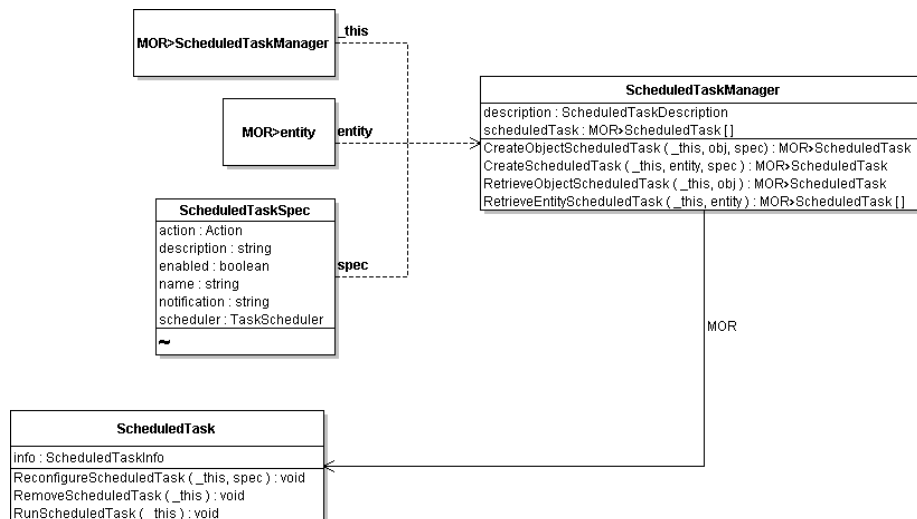 MOR>ScheduledTaskManager
_this
MOR>entity
entity
ScheduledTaskManager
description : ScheduledTaskDescription
scheduledTask : MOR>ScheduledTask [ ]
CreateObjectScheduledTask ( _this, obj, spec) : MOR>ScheduledTask
CreateScheduledTask ( _this, entity, spec ) : MOR>ScheduledTask
RetrieveObjectScheduledTask ( _this, obj ) : MOR>ScheduledTask
RetrieveEntityScheduledTask ( _this, entity ) : MOR>ScheduledTask [ ]
ScheduledTaskSpec
action : Action
description : string
enabled : boolean
name : string
notification : string
scheduler : TaskScheduler
~
spec
MOR
ScheduledTask
info : ScheduledTaskInfo
ReconfigureScheduledTask ( _this, spec ) : void
RemoveScheduledTask ( _this ) : void
RunScheduledTask ( _this ) : void